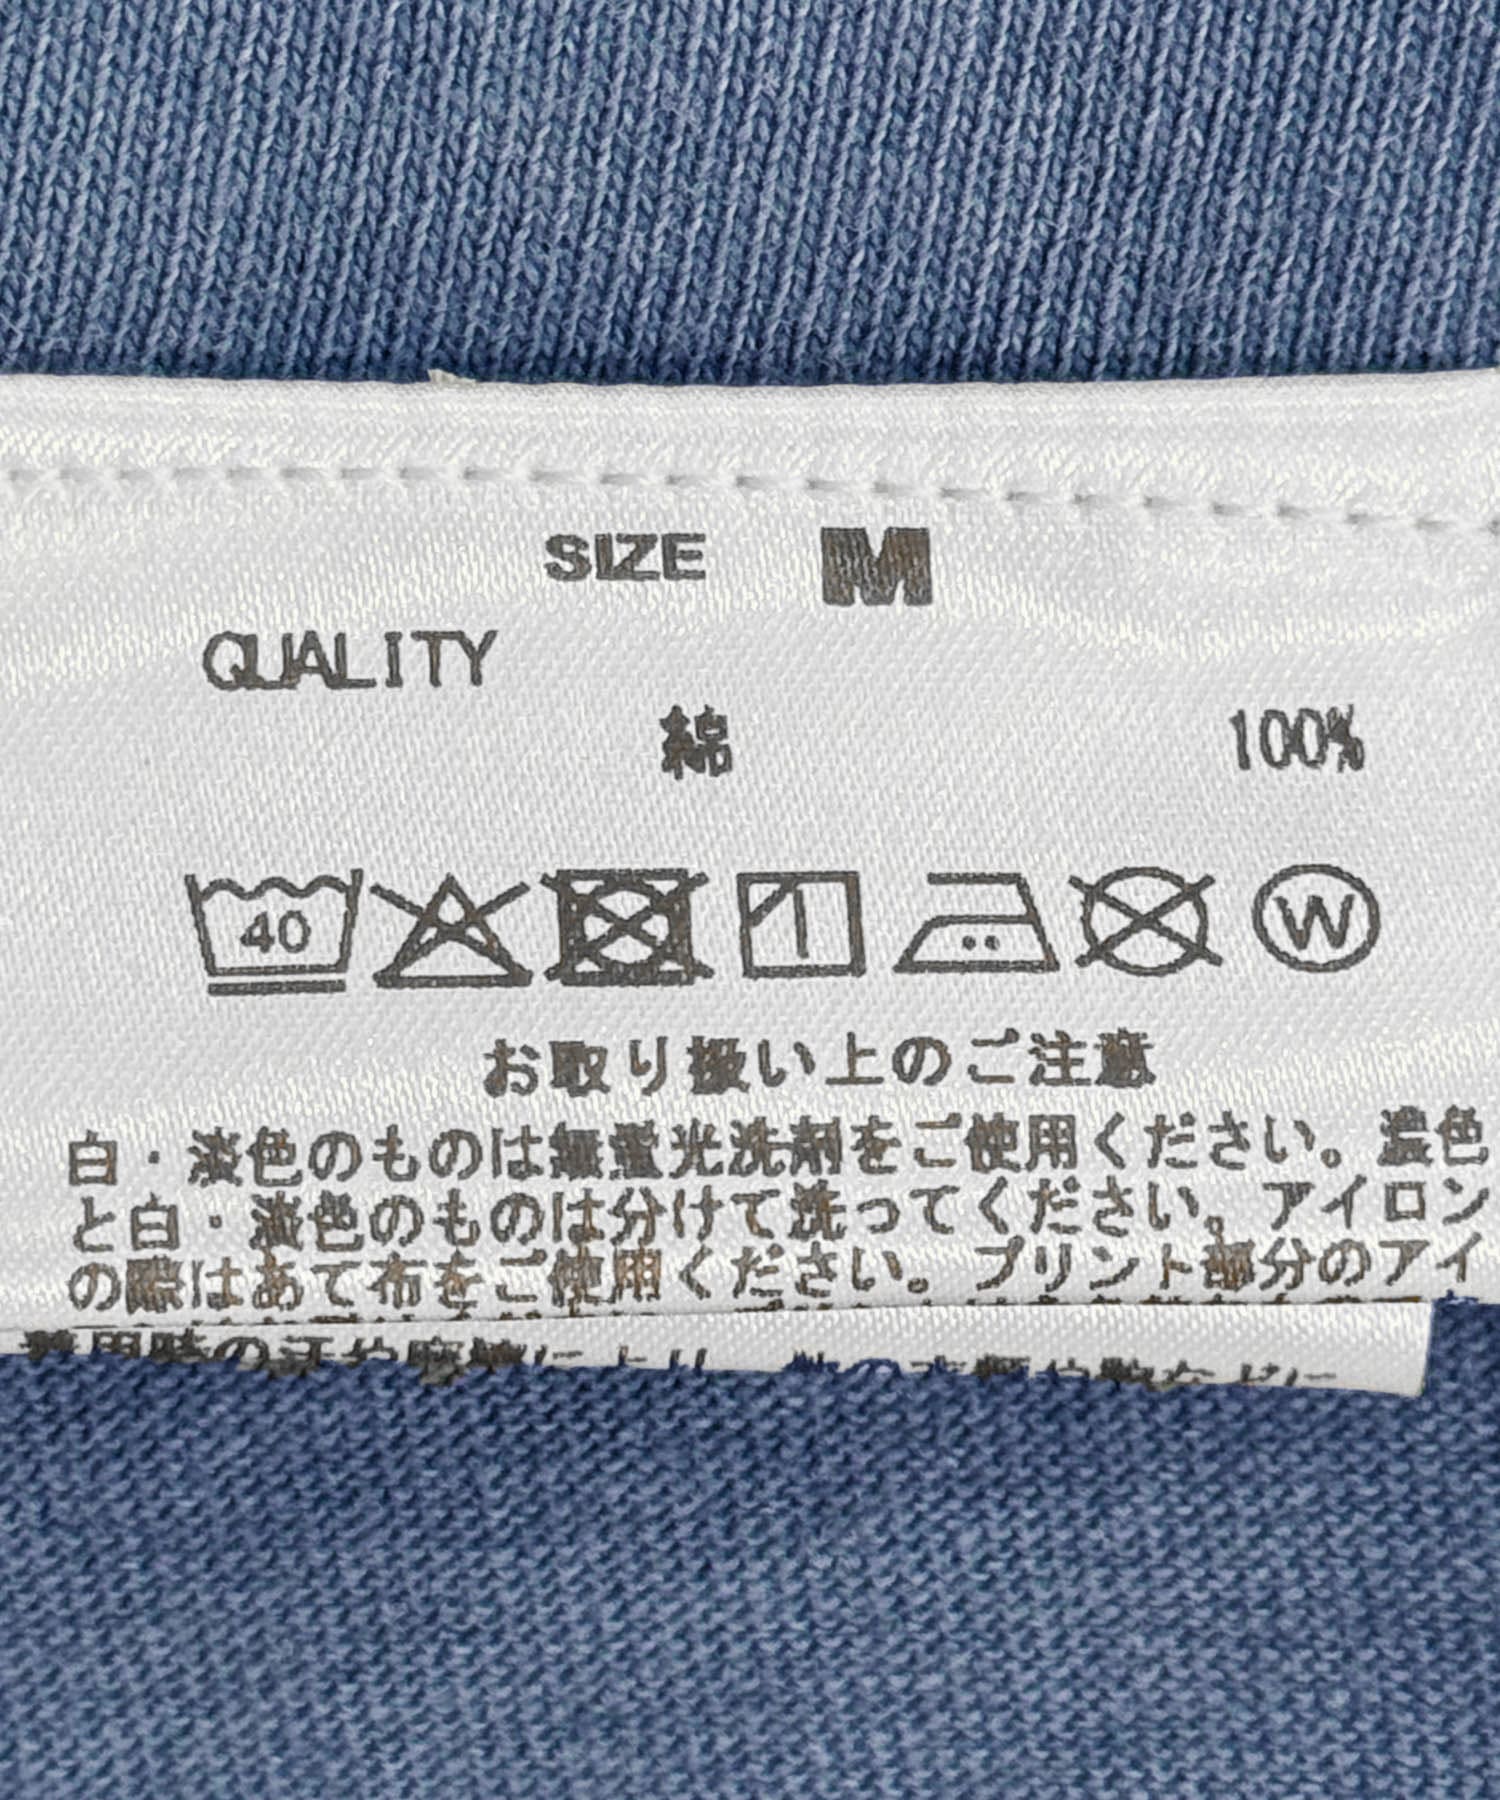 SIZE M
QUALITY
綿 100%
40
W
お取り扱い上のご注意
白・淡色のものは無蛍光洗剤をご使用ください。濃色
と白・淡色のものは分けて洗ってください。アイロン
の際はあて布をご使用ください。プリント部分のアイ